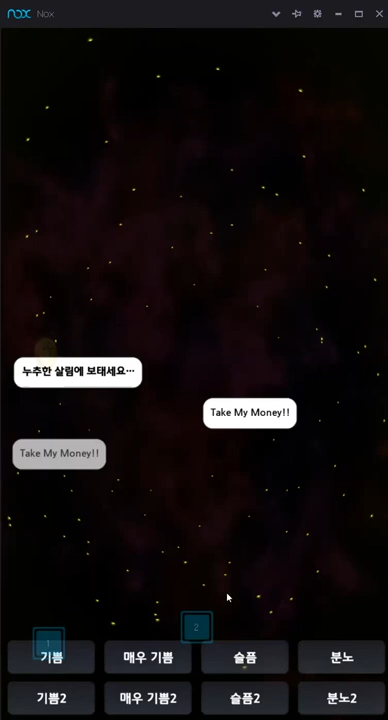 nox Nox
누추한 살림에 보태세요…
Take My Money!!
Take My Money!!
2
1
기쁨 매우 기쁨 슬픔 분노
기쁨2 매우 기쁨2 슬픔2 분노2